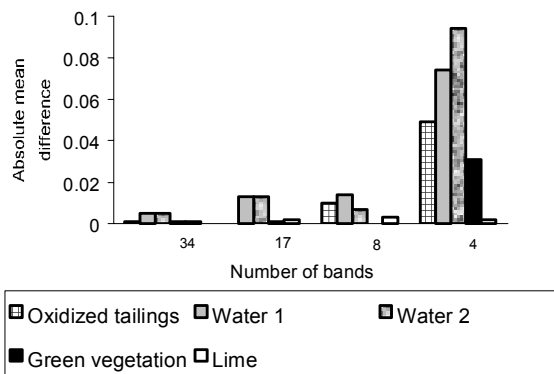 0.1
0.08
0.06
0.04
0.02
0
Absolute mean
difference
34 17 8 4
Number of bands
Oxidized tailings Water 1 Water 2
Green vegetation Lime